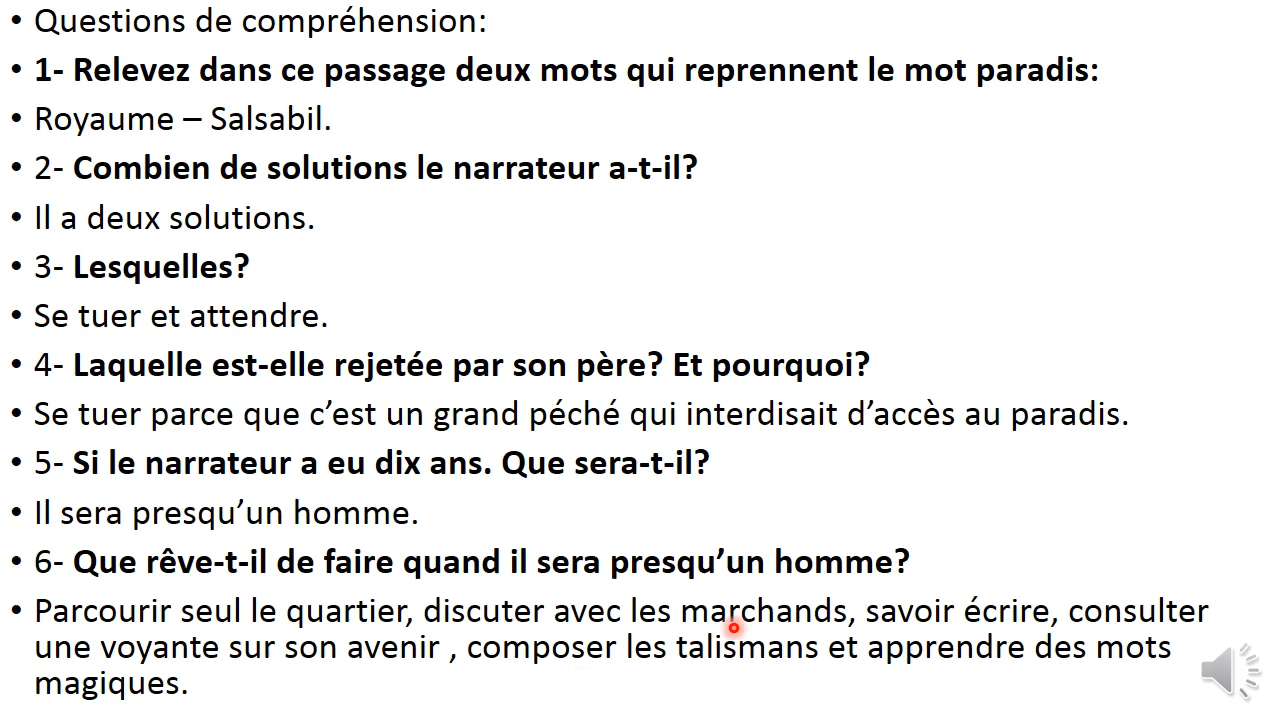 • Questions de compréhension:
• 1- Relevez dans ce passage deux mots qui reprennent le mot paradis:
• Royaume – Salsabil.
• 2- Combien de solutions le narrateur a-t-il?
• Il a deux solutions.
• 3- Lesquelles?
• Se tuer et attendre.
• 4- Laquelle est-elle rejetée par son père? Et pourquoi?
• Se tuer parce que c’est un grand péché qui interdisait d’accès au paradis.
• 5- Si le narrateur a eu dix ans. Que sera-t-il?
• Il sera presqu’un homme.
• 6- Que rêve-t-il de faire quand il sera presqu’un homme?
• Parcourir seul le quartier, discuter avec les marchands, savoir écrire, consulter
une voyante sur son avenir , composer les talismans et apprendre des mots
magiques.